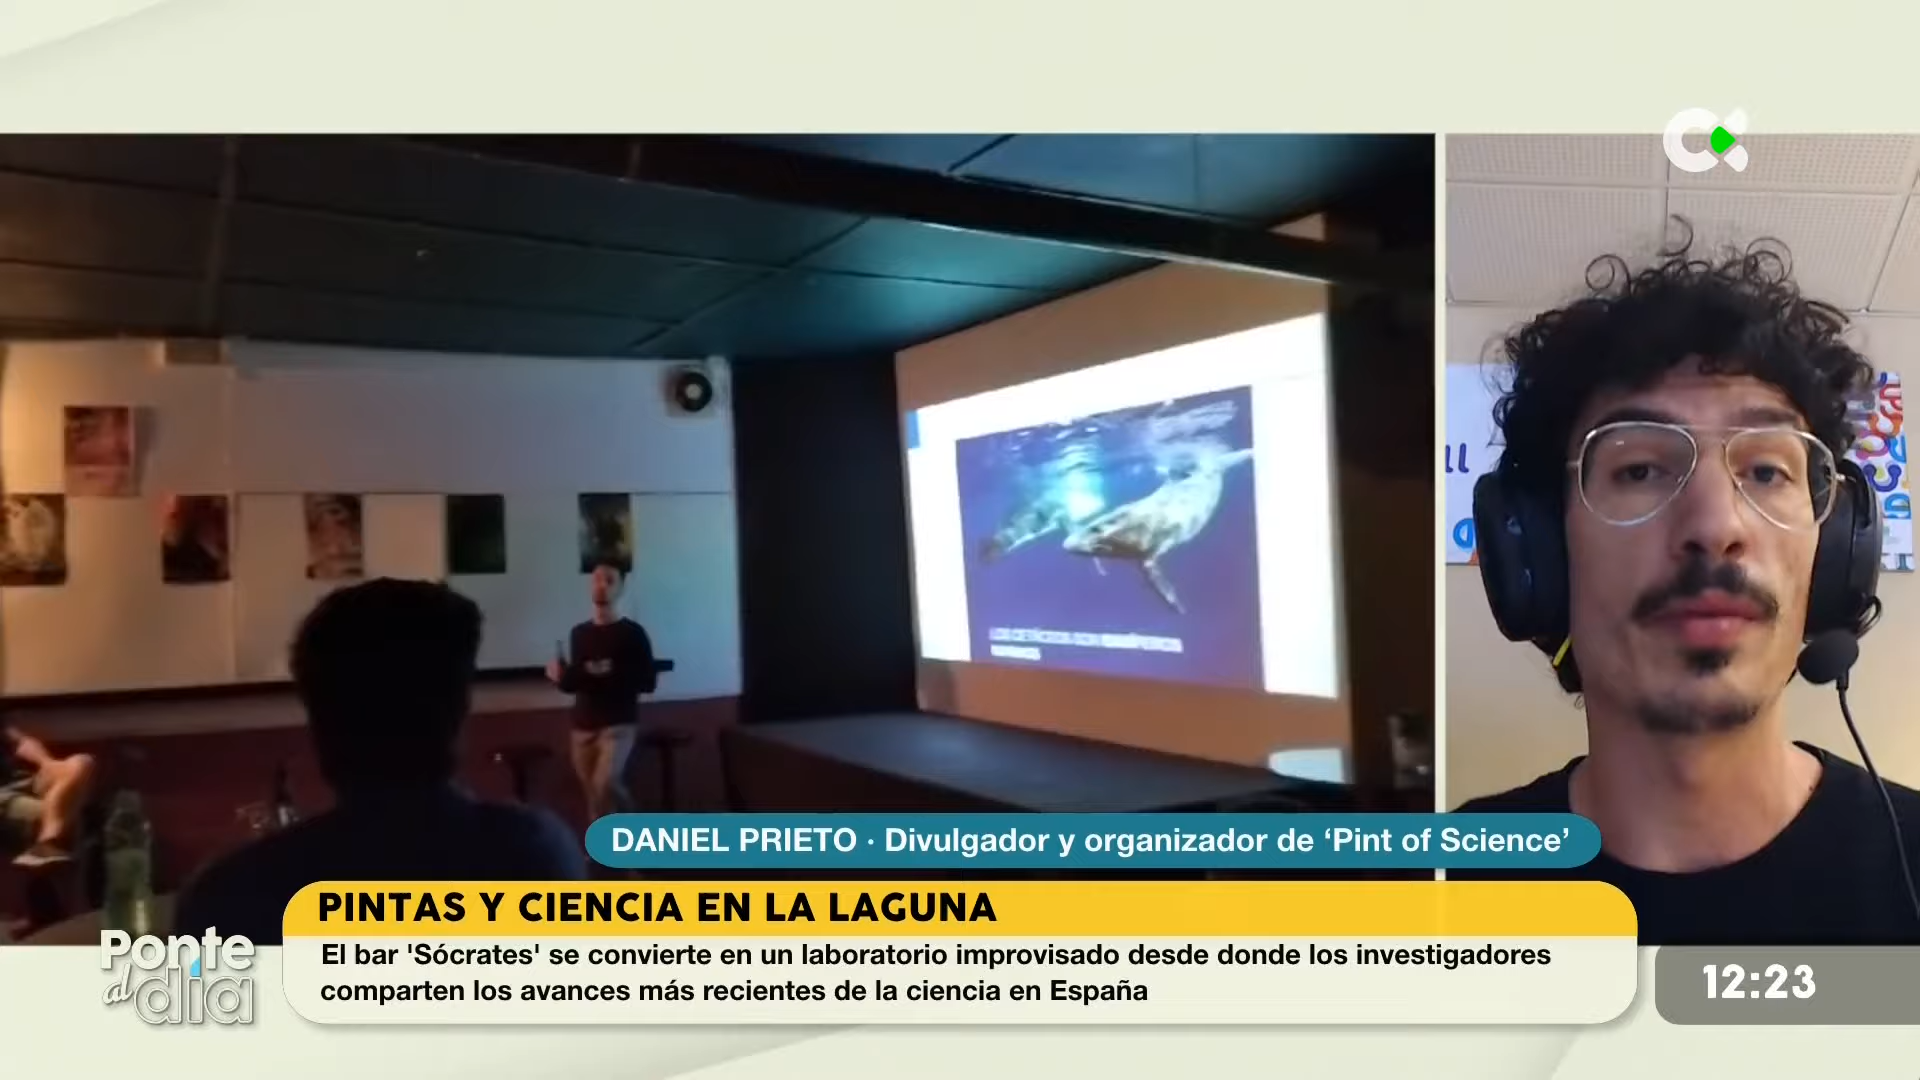 DANIEL PRIETO · Divulgador y organizador de ‘Pint of Science’
PINTAS Y CIENCIA EN LA LAGUNA
El bar 'Sócrates' se convierte en un laboratorio improvisado desde donde los investigadores
comparten los avances más recientes de la ciencia en España
Ponte
al día
12:23